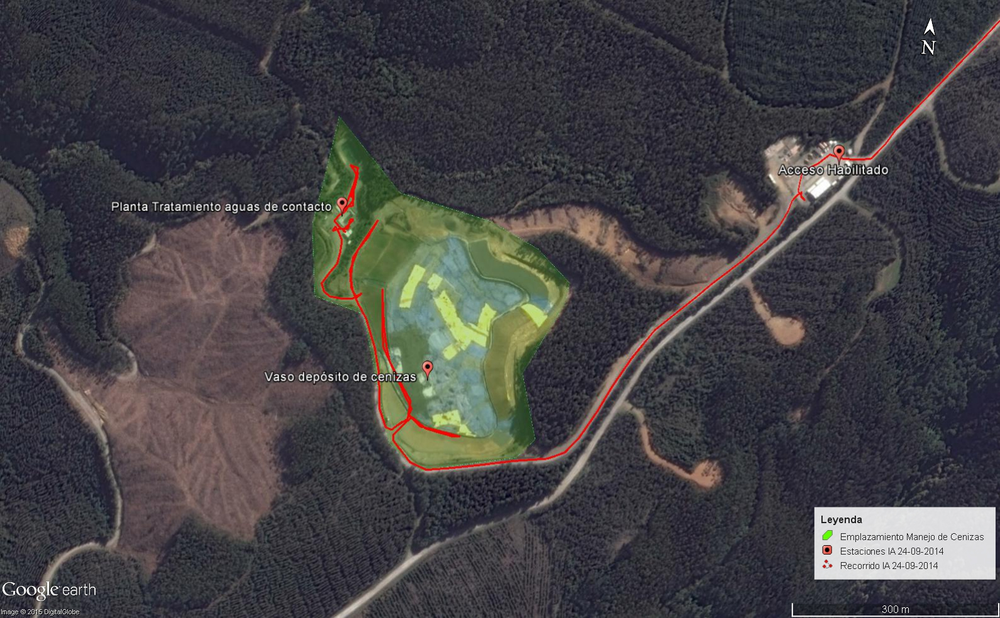 N
Acceso Habilitado
Planta Tratamiento aguas de contacto
Vaso depósito de cenizas
Leyenda
Emplazamiento Manejo de Cenizas
Estaciones IA 24-09-2014
Recorrido IA 24-09-2014
Google earth
Image © 2015 DigitalGlobe
300 m